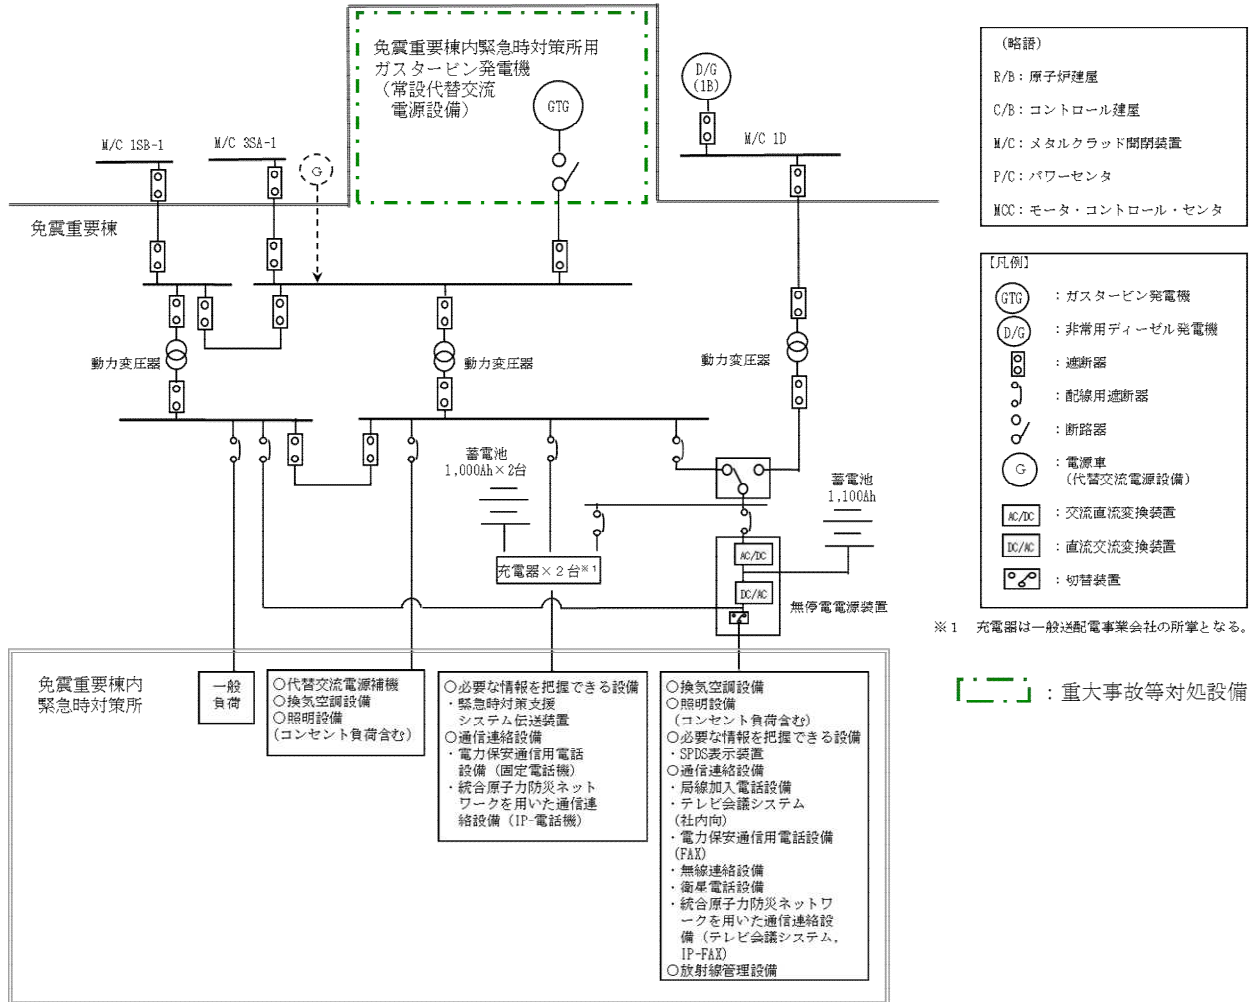 免震重要棟内緊急時対策所用
ガスタービン発電機
（常設代替交流
電源設備）
GTG
D/G
(1B)
M/C 1SB-1
M/C 3SA-1
G
M/C 1D
免震重要棟
動力変圧器
動力変圧器
動力変圧器
蓄電池
1,000Ah×2台
蓄電池
1,100Ah
AC/DC
DC/AC
充電器×2台※1
無停電電源装置
免震重要棟内
緊急時対策所
一般
負荷
○代替交流電源補機
○換気空調設備
○照明設備
(コンセント負荷含む)
○必要な情報を把握できる設備
・緊急時対策支援
システム伝送装置
○通信連絡設備
・電力保安通信用電話
設備（固定電話機）
・統合原子力防災ネット
ワークを用いた通信連
絡設備（IP-電話機）
○換気空調設備
○照明設備
(コンセント負荷含む)
○必要な情報を把握できる設備
・SPDS表示装置
○通信連絡設備
・局線加入電話設備
・テレビ会議システム
(社内向)
・電力保安通信用電話設備
(FAX)
・無線連絡設備
・衛星電話設備
・統合原子力防災ネットワ
ークを用いた通信連絡設
備（テレビ会議システム，
IP-FAX）
○放射線管理設備
（略語）
R/B：原子炉建屋
C/B：コントロール建屋
M/C：メタルクラッド開閉装置
P/C：パワーセンタ
MCC：モータ・コントロール・センタ
【凡例】
GTG ：ガスタービン発電機
D/G ：非常用ディーゼル発電機
：遮断器
：配線用遮断器
：断路器
G ：電源車
(代替交流電源設備)
AC/DC ：交流直流変換装置
DC/AC ：直流交流変換装置
：切替装置
※1 充電器は一般送配電事業会社の所掌となる。
：重大事故等対処設備